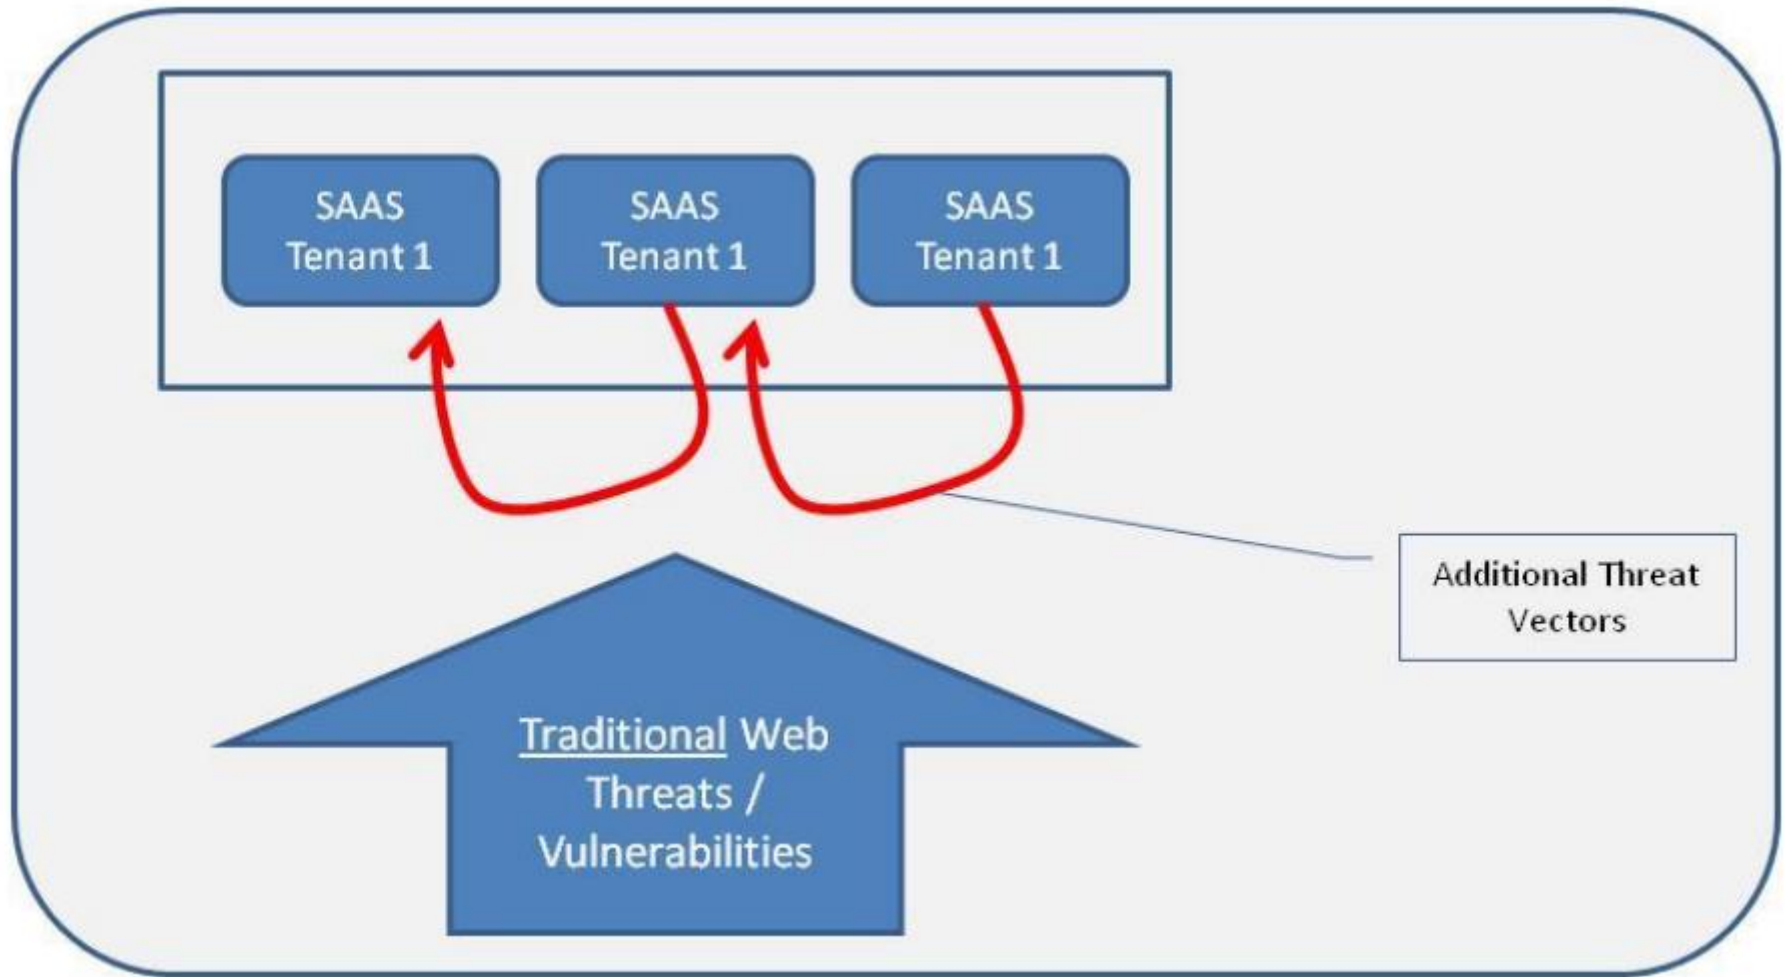 SAAS
Tenant 1
SAAS
Tenant 1
SAAS
Tenant 1
Additional Threat
Vectors
Traditional Web
Threats /
Vulnerabilities